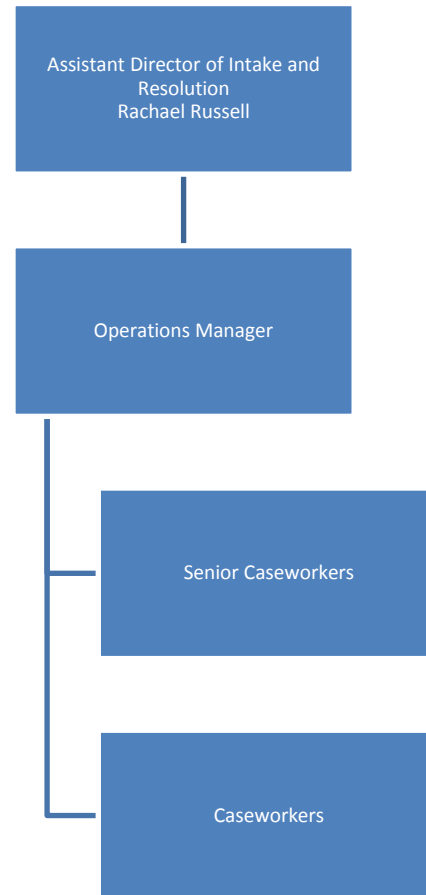 Assistant Director of Intake and
Resolution
Rachael Russell
Operations Manager
Senior Caseworkers
Caseworkers